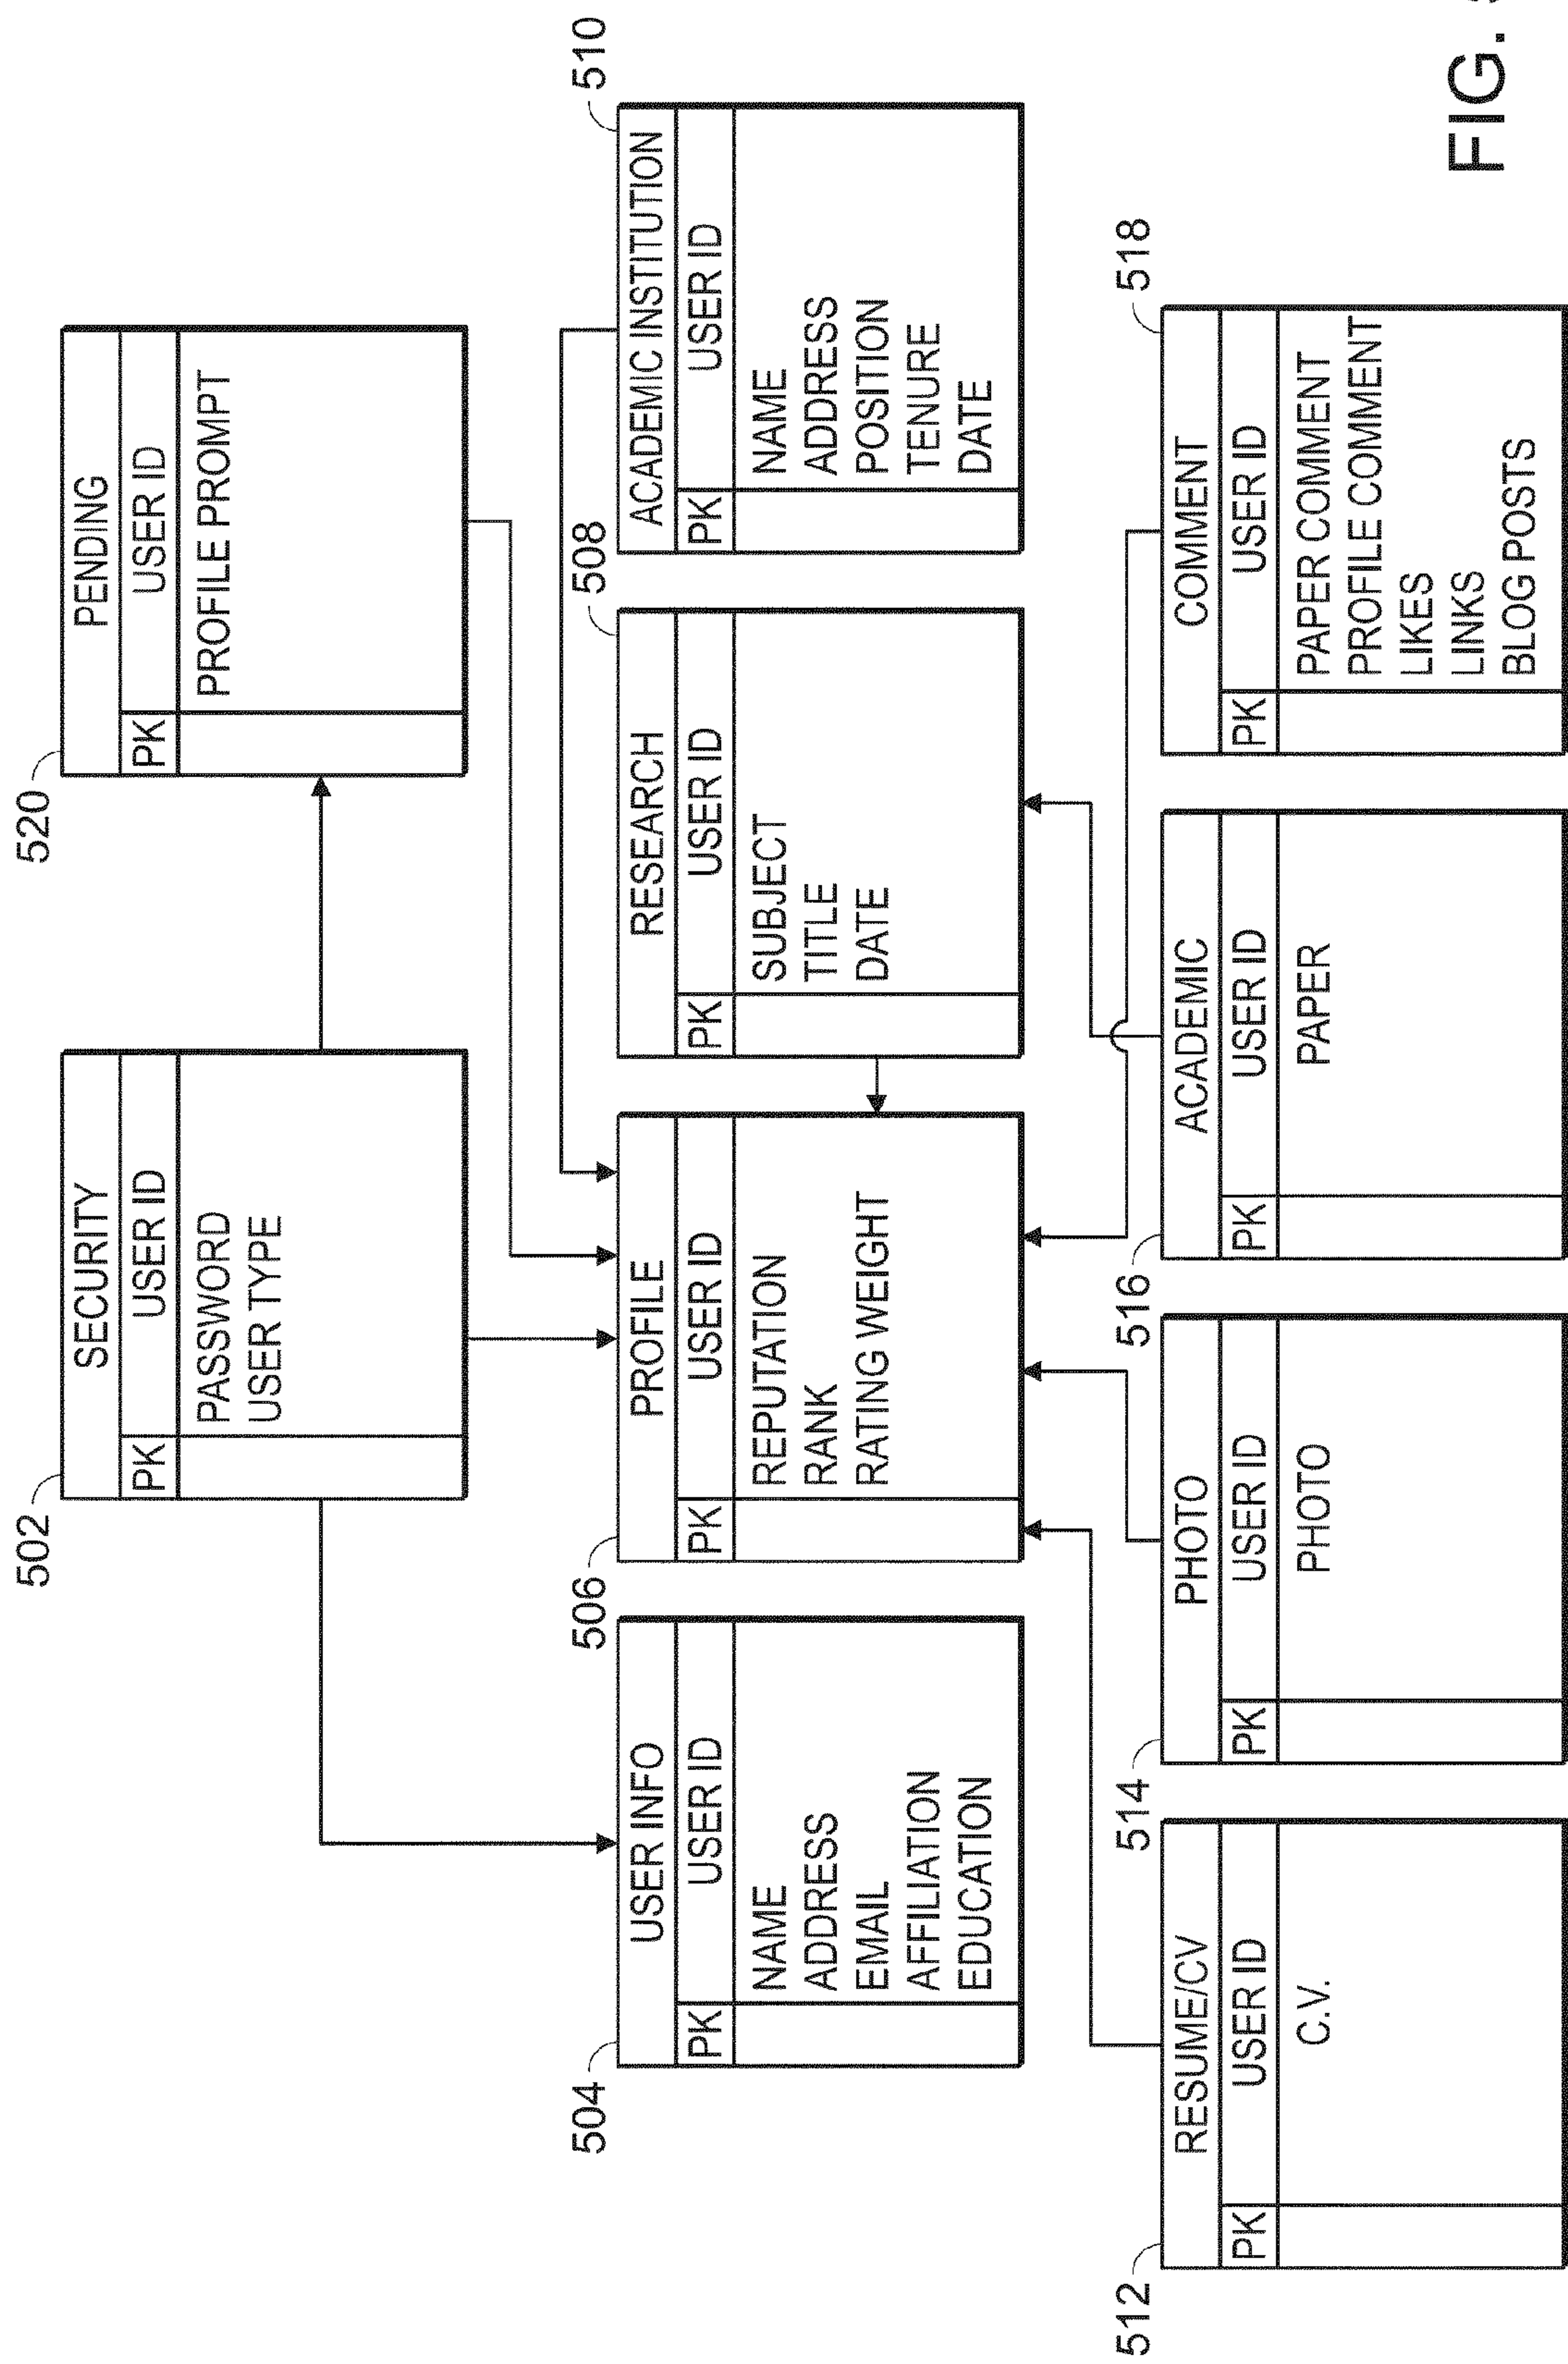 502
SECURITY
PK USER ID
PASSWORD
USER TYPE
520
PENDING
PK USER ID
PROFILE PROMPT
504
USER INFO
PK USER ID
NAME
ADDRESS
EMAIL
AFFILIATION
EDUCATION
506
PROFILE
PK USER ID
REPUTATION
RANK
RATING WEIGHT
508
RESEARCH
PK USER ID
SUBJECT
TITLE
DATE
510
ACADEMIC INSTITUTION
PK USER ID
NAME
ADDRESS
POSITION
TENURE
DATE
512
RESUME/CV
PK USER ID
C.V.
514
PHOTO
PK USER ID
PHOTO
516
ACADEMIC
PK USER ID
PAPER
518
COMMENT
PK USER ID
PAPER COMMENT
PROFILE COMMENT
LIKES
LINKS
BLOG POSTS
FIG.